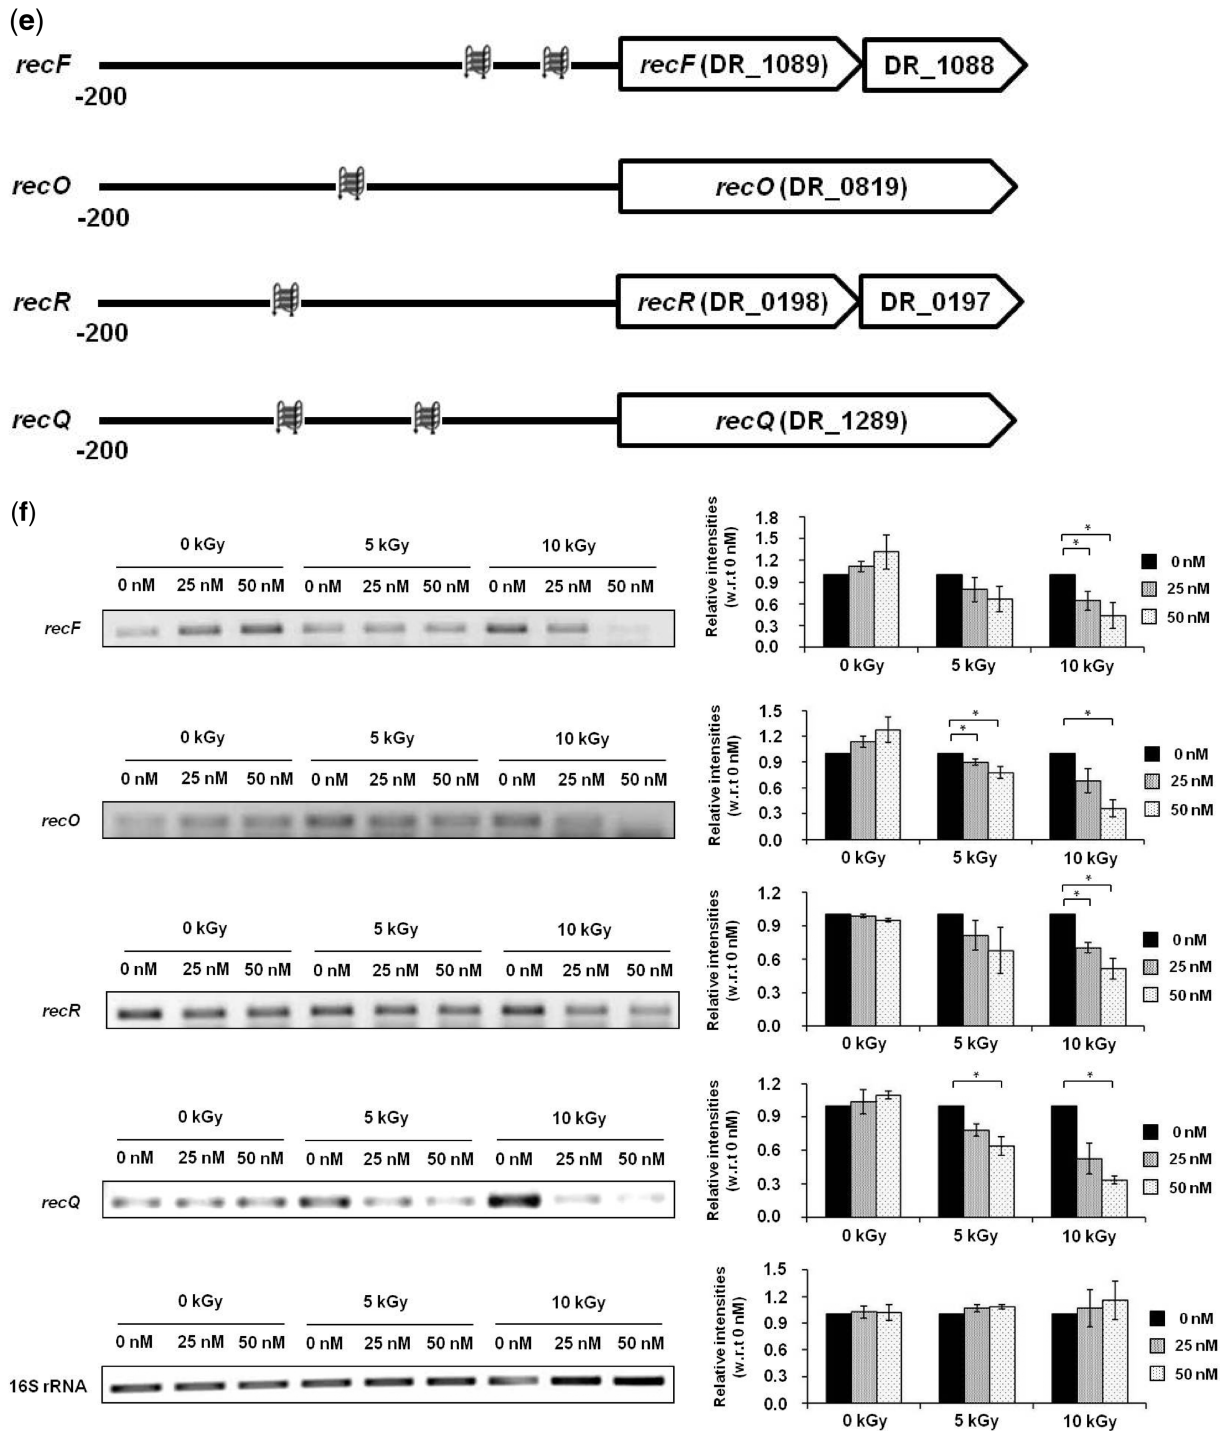 (e)
recF
-200
recF (DR_1089)
DR_1088
recO
-200
recO (DR_0819)
recR
-200
recR (DR_0198)
DR_0197
recQ
-200
recQ (DR_1289)
(f)
0 kGy 5 kGy 10 kGy
0 nM 25 nM 50 nM 0 nM 25 nM 50 nM 0 nM 25 nM 50 nM
recF
Relative intensities
(w.r.t 0 nM)
1.8
1.5
1.2
0.9
0.6
0.3
0.0
* *
0 kGy 5 kGy 10 kGy
0 nM
25 nM
50 nM
0 kGy 5 kGy 10 kGy
0 nM 25 nM 50 nM 0 nM 25 nM 50 nM 0 nM 25 nM 50 nM
recO
Relative intensities
(w.r.t 0 nM)
1.5
1.2
0.9
0.6
0.3
0.0
* * *
0 kGy 5 kGy 10 kGy
0 nM
25 nM
50 nM
0 kGy 5 kGy 10 kGy
0 nM 25 nM 50 nM 0 nM 25 nM 50 nM 0 nM 25 nM 50 nM
recR
Relative intensities
(w.r.t 0 nM)
1.2
0.9
0.6
0.3
0.0
* *
0 kGy 5 kGy 10 kGy
0 nM
25 nM
50 nM
0 kGy 5 kGy 10 kGy
0 nM 25 nM 50 nM 0 nM 25 nM 50 nM 0 nM 25 nM 50 nM
recQ
Relative intensities
(w.r.t 0 nM)
1.2
0.9
0.6
0.3
0.0
* *
0 kGy 5 kGy 10 kGy
0 nM
25 nM
50 nM
0 kGy 5 kGy 10 kGy
0 nM 25 nM 50 nM 0 nM 25 nM 50 nM 0 nM 25 nM 50 nM
16S rRNA
Relative intensities
(w.r.t 0 nM)
1.5
1.2
0.9
0.6
0.3
0.0
0 kGy 5 kGy 10 kGy
0 nM
25 nM
50 nM